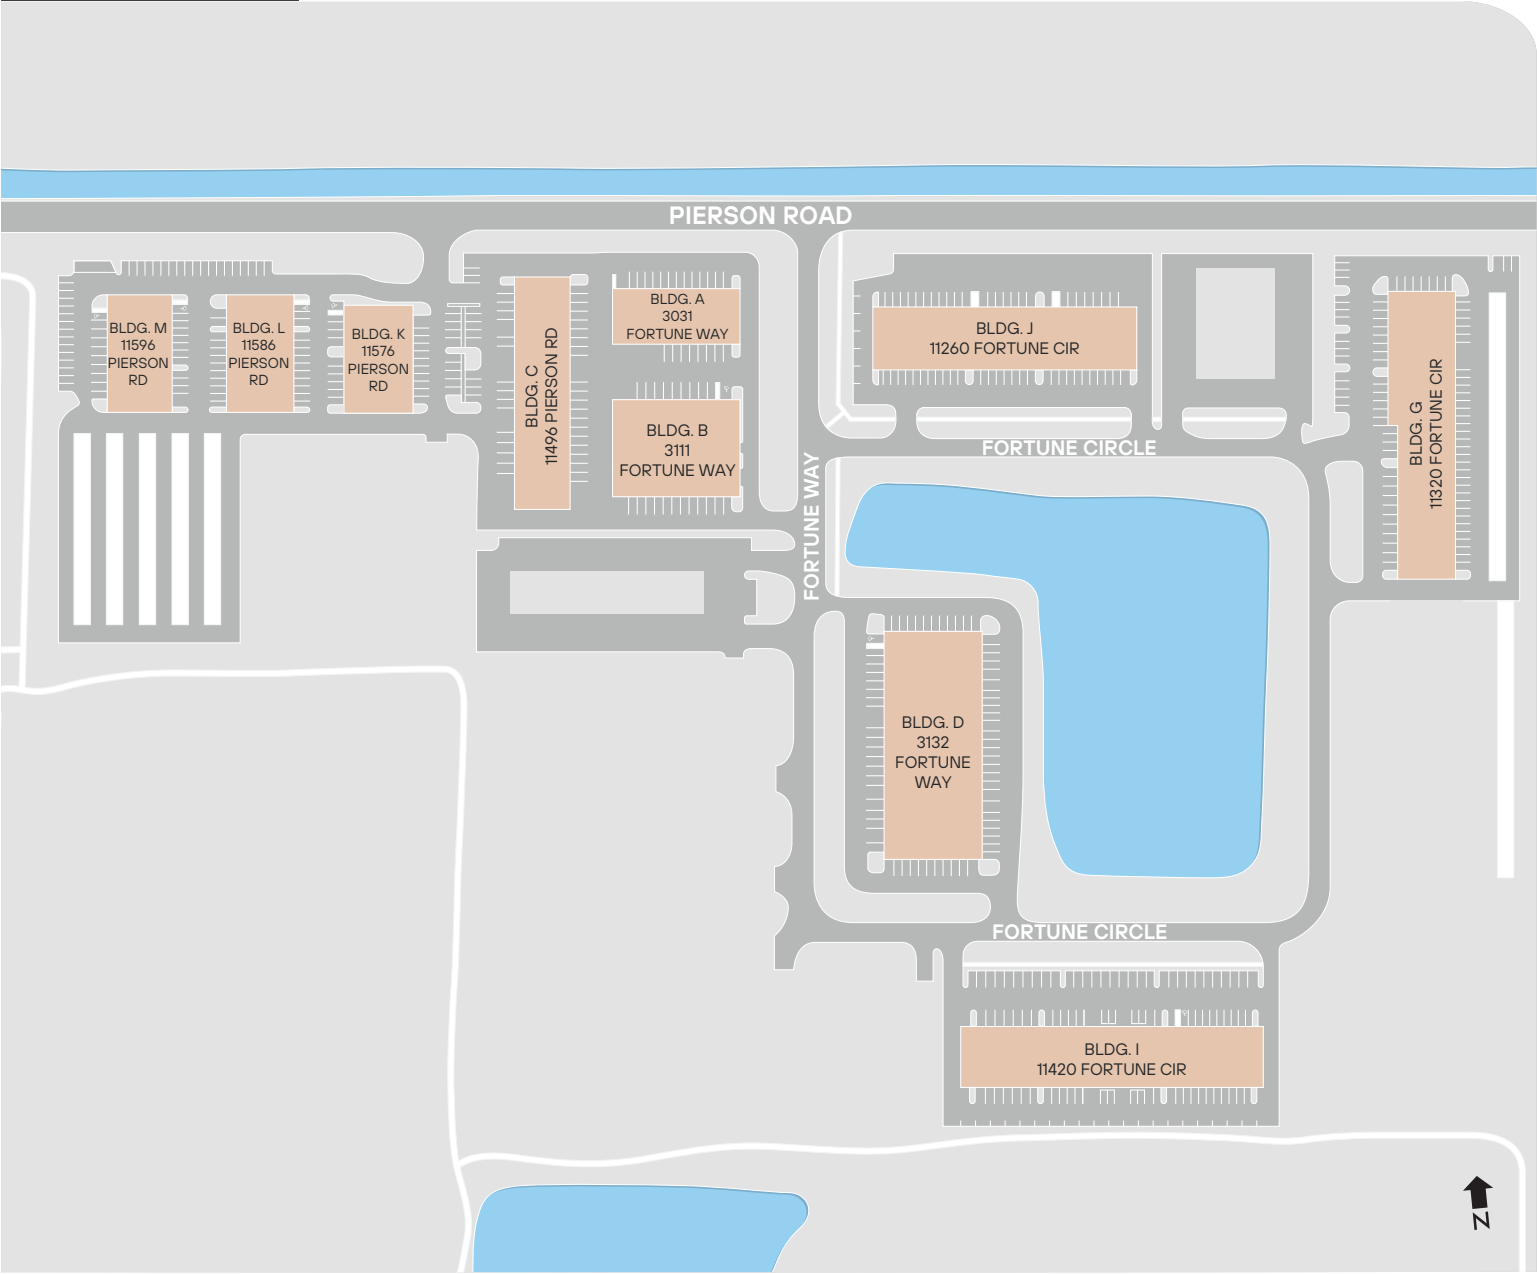 PIERSON ROAD
BLDG. M
11596
PIERSON
RD
BLDG. L
11586
PIERSON
RD
BLDG. K
11576
PIERSON
RD
BLDG. C
11496 PIERSON RD
BLDG. A
3031
FORTUNE WAY
BLDG. B
3111
FORTUNE WAY
BLDG. J
11260 FORTUNE CIR
BLDG. G
11320 FORTUNE CIR
FORTUNE CIRCLE
FORTUNE WAY
BLDG. D
3132
FORTUNE
WAY
FORTUNE CIRCLE
BLDG. I
11420 FORTUNE CIR
N